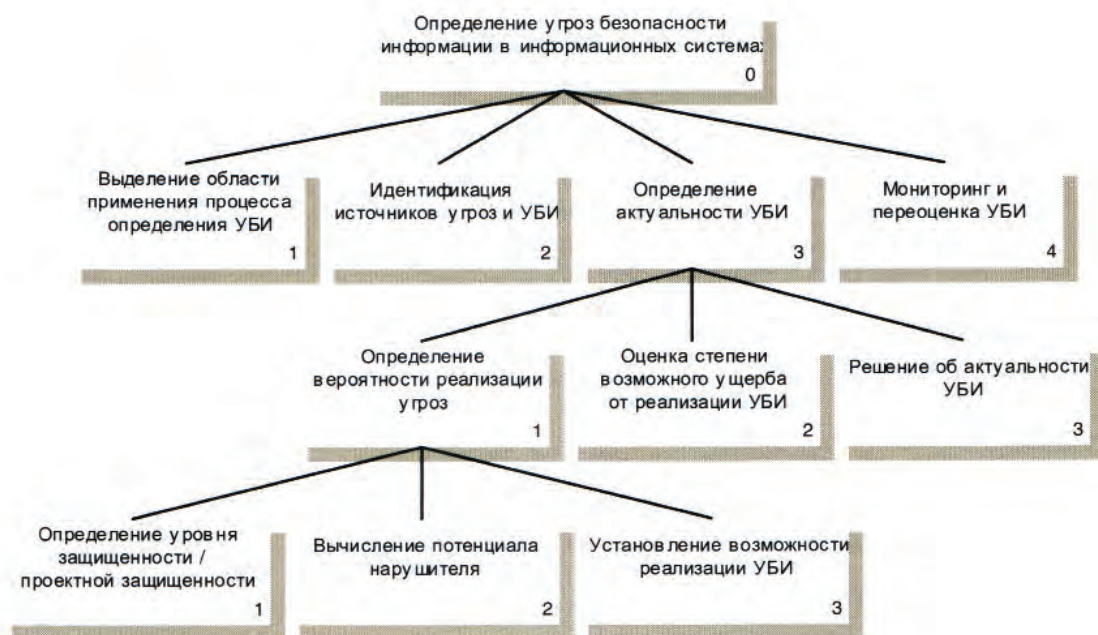 Определение угроз безопасности
информации в информационных система
0
Выделение области
применения процесса
определения УБИ
1
Идентификация
источников угроз и УБИ
2
Определение
актуальности УБИ
3
Мониторинг и
переоценка УБИ
4
Определение
вероятности реализации
угроз
1
Оценка степени
возможного ущерба
от реализации УБИ
2
Решение об актуальности
УБИ
3
Определение уровня
защищенности /
проектной защищенности
1
Вычисление потенциала
нарушителя
2
Установление возможности
реализации УБИ
3